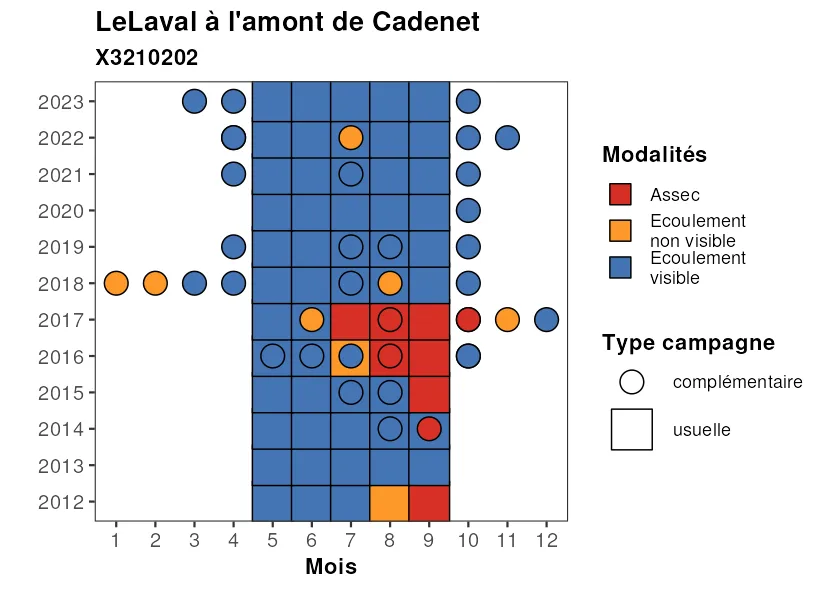 LeLaval à l'amont de Cadenet
X3210202
2023
2022
2021
2020
2019
2018
2017
2016
2015
2014
2013
2012
1 2 3 4 5 6 7 8 9 10 11 12
Mois
Modalités
Assec
Ecoulement
non visible
Ecoulement
visible
Type campagne
complémentaire
usuelle